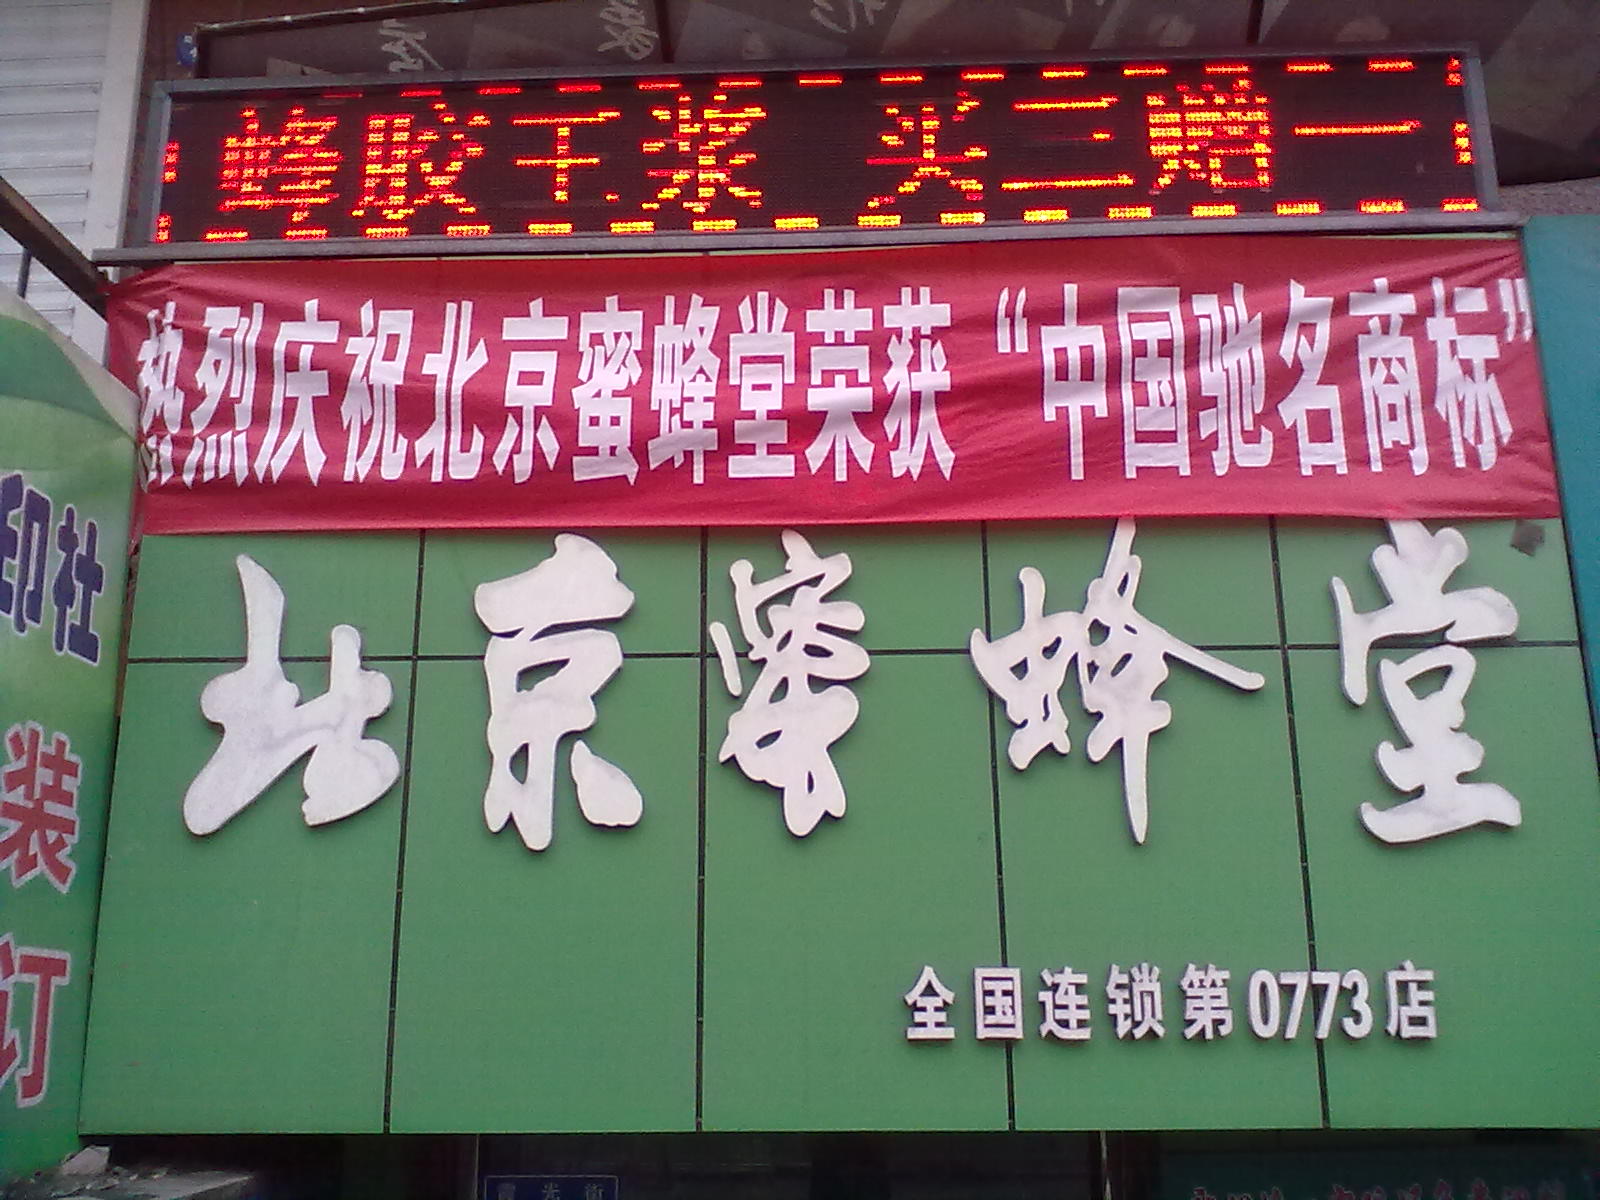 蜂胶王浆 买三赠一
热烈庆祝北京蜜蜂堂荣获“中国驰名商标”
北京蜜蜂堂
全国连锁第0773店
印社
装
订